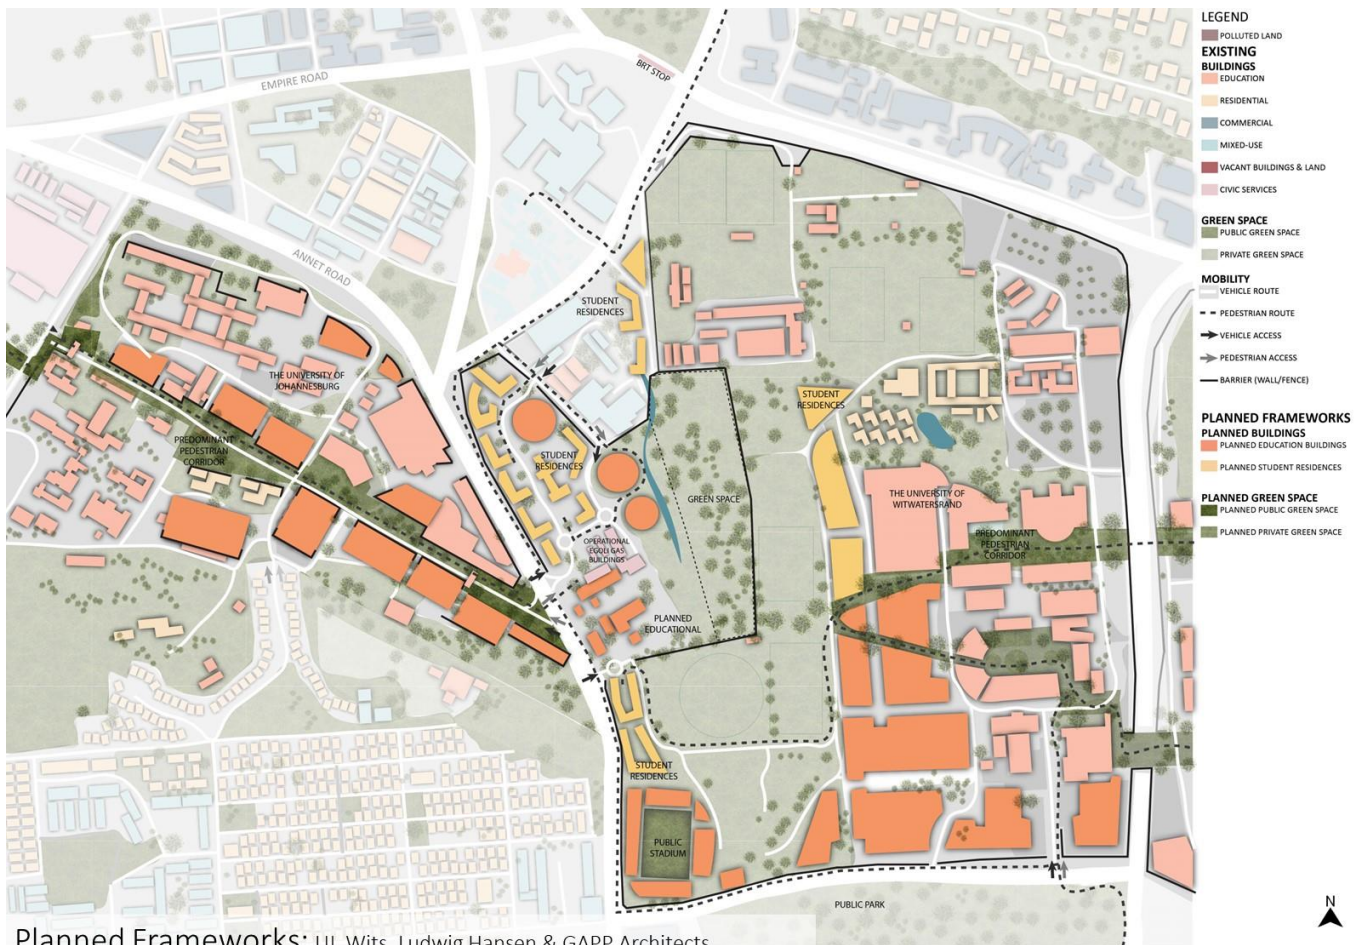 EMPIRE ROAD
BRT STOP
ANNET ROAD
STUDENT
RESIDENCES
THE UNIVERSITY OF
JOHANNESBURG
PREDOMINANT
PEDESTRIAN
CORRIDOR
STUDENT
RESIDENCES
STUDENT
RESIDENCES
GREEN SPACE
THE UNIVERSITY OF
WITWATERSRAND
PREDOMINANT
PEDESTRIAN
CORRIDOR
OPERATIONAL
EGOLI GAS
BUILDINGS
PLANNED
EDUCATIONAL
STUDENT
RESIDENCES
PUBLIC
STADIUM
PUBLIC PARK
LEGEND
POLLUTED LAND
EXISTING
BUILDINGS
EDUCATION
RESIDENTIAL
COMMERCIAL
MIXED-USE
VACANT BUILDINGS & LAND
CIVIC SERVICES
GREEN SPACE
PUBLIC GREEN SPACE
PRIVATE GREEN SPACE
MOBILITY
VEHICLE ROUTE
PEDESTRIAN ROUTE
VEHICLE ACCESS
PEDESTRIAN ACCESS
BARRIER (WALL/FENCE)
PLANNED FRAMEWORKS
PLANNED BUILDINGS
PLANNED EDUCATION BUILDINGS
PLANNED STUDENT RESIDENCES
PLANNED GREEN SPACE
PLANNED PUBLIC GREEN SPACE
PLANNED PRIVATE GREEN SPACE
N
Planned Frameworks: UJ, Wits, Ludwig Hansen & GAPP Architects